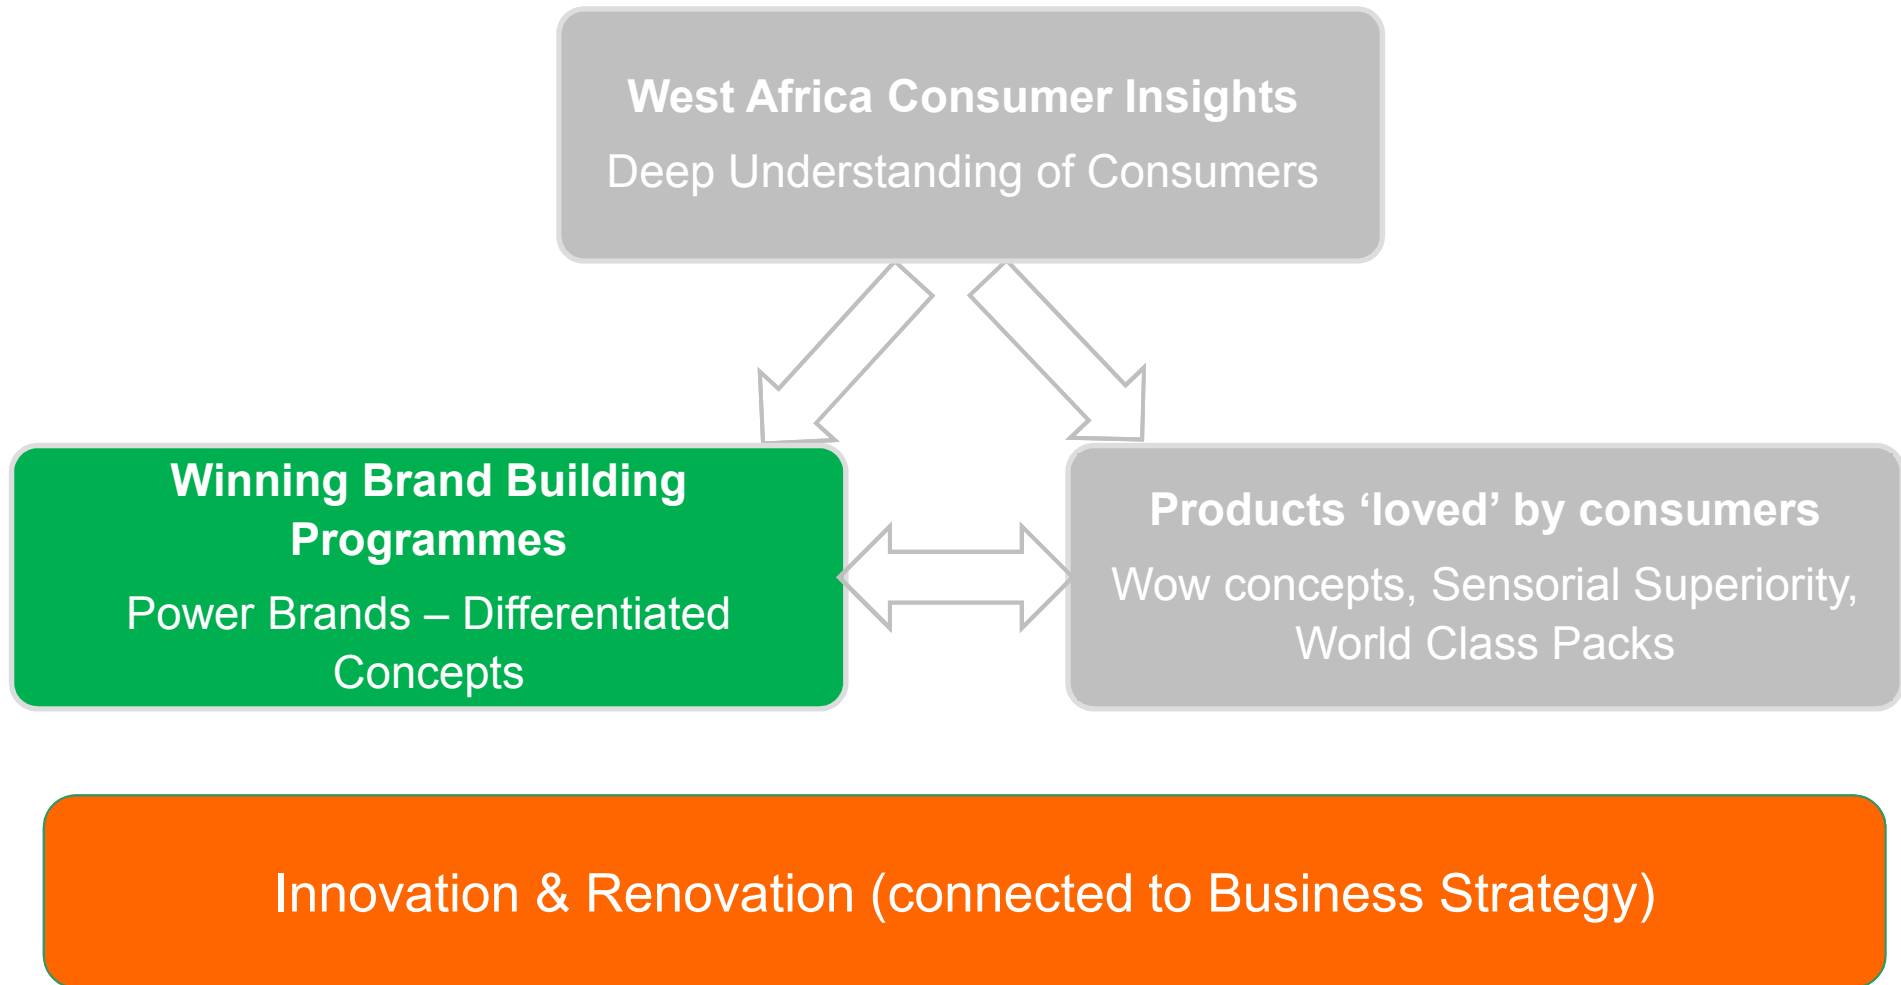 West Africa Consumer Insights
Deep Understanding of Consumers
Winning Brand Building
Programmes
Power Brands – Differentiated
Concepts
Products ‘loved’ by consumers
Wow concepts, Sensorial Superiority,
World Class Packs
Innovation & Renovation (connected to Business Strategy)